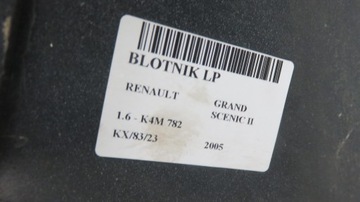 BLOTNIK LP
RENAULT GRAND SCENIC II
1.6 - K4M 782
KX/83/23 2005